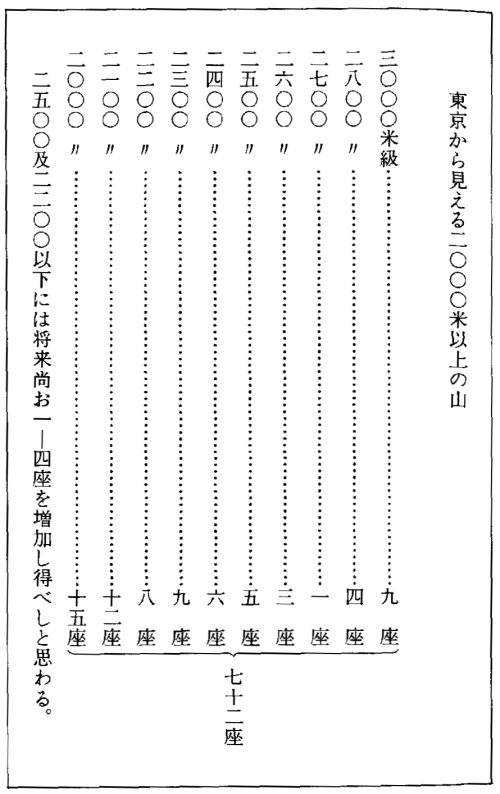 東京から見える二〇〇〇米以上の山
三〇〇〇米級……九座
二八〇〇〃……四座
二七〇〇〃……一座
二六〇〇〃……三座
二五〇〇〃……五座
二四〇〇〃……六座
二三〇〇〃……九座
二二〇〇〃……八座
二一〇〇〃……十二座
二〇〇〇〃……十五座
七十二座
二五〇〇及二二〇〇以下には将来尚お一―四座を増加し得べしと思わる。